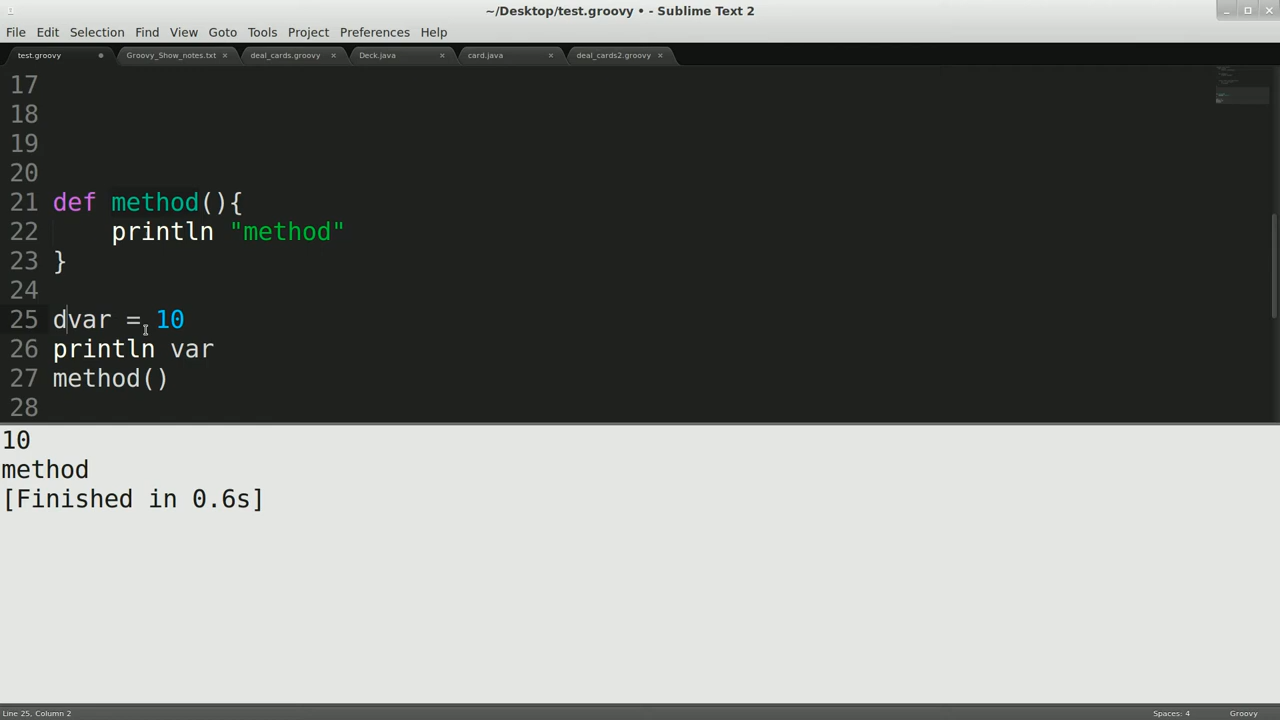 ~/Desktop/test.groovy • - Sublime Text 2
File Edit Selection Find View Goto Tools Project Preferences Help
test.groovy Groovy_Show_notes.txt × deal_cards.groovy × Deck.java × card.java × deal_cards2.groovy ×
17
18
19
20
21 def method(){
22 println "method"
23 }
24
25 dvar = 10
26 println var
27 method()
28
10
method
[Finished in 0.6s]
Line 25, Column 2 Spaces: 4 Groovy